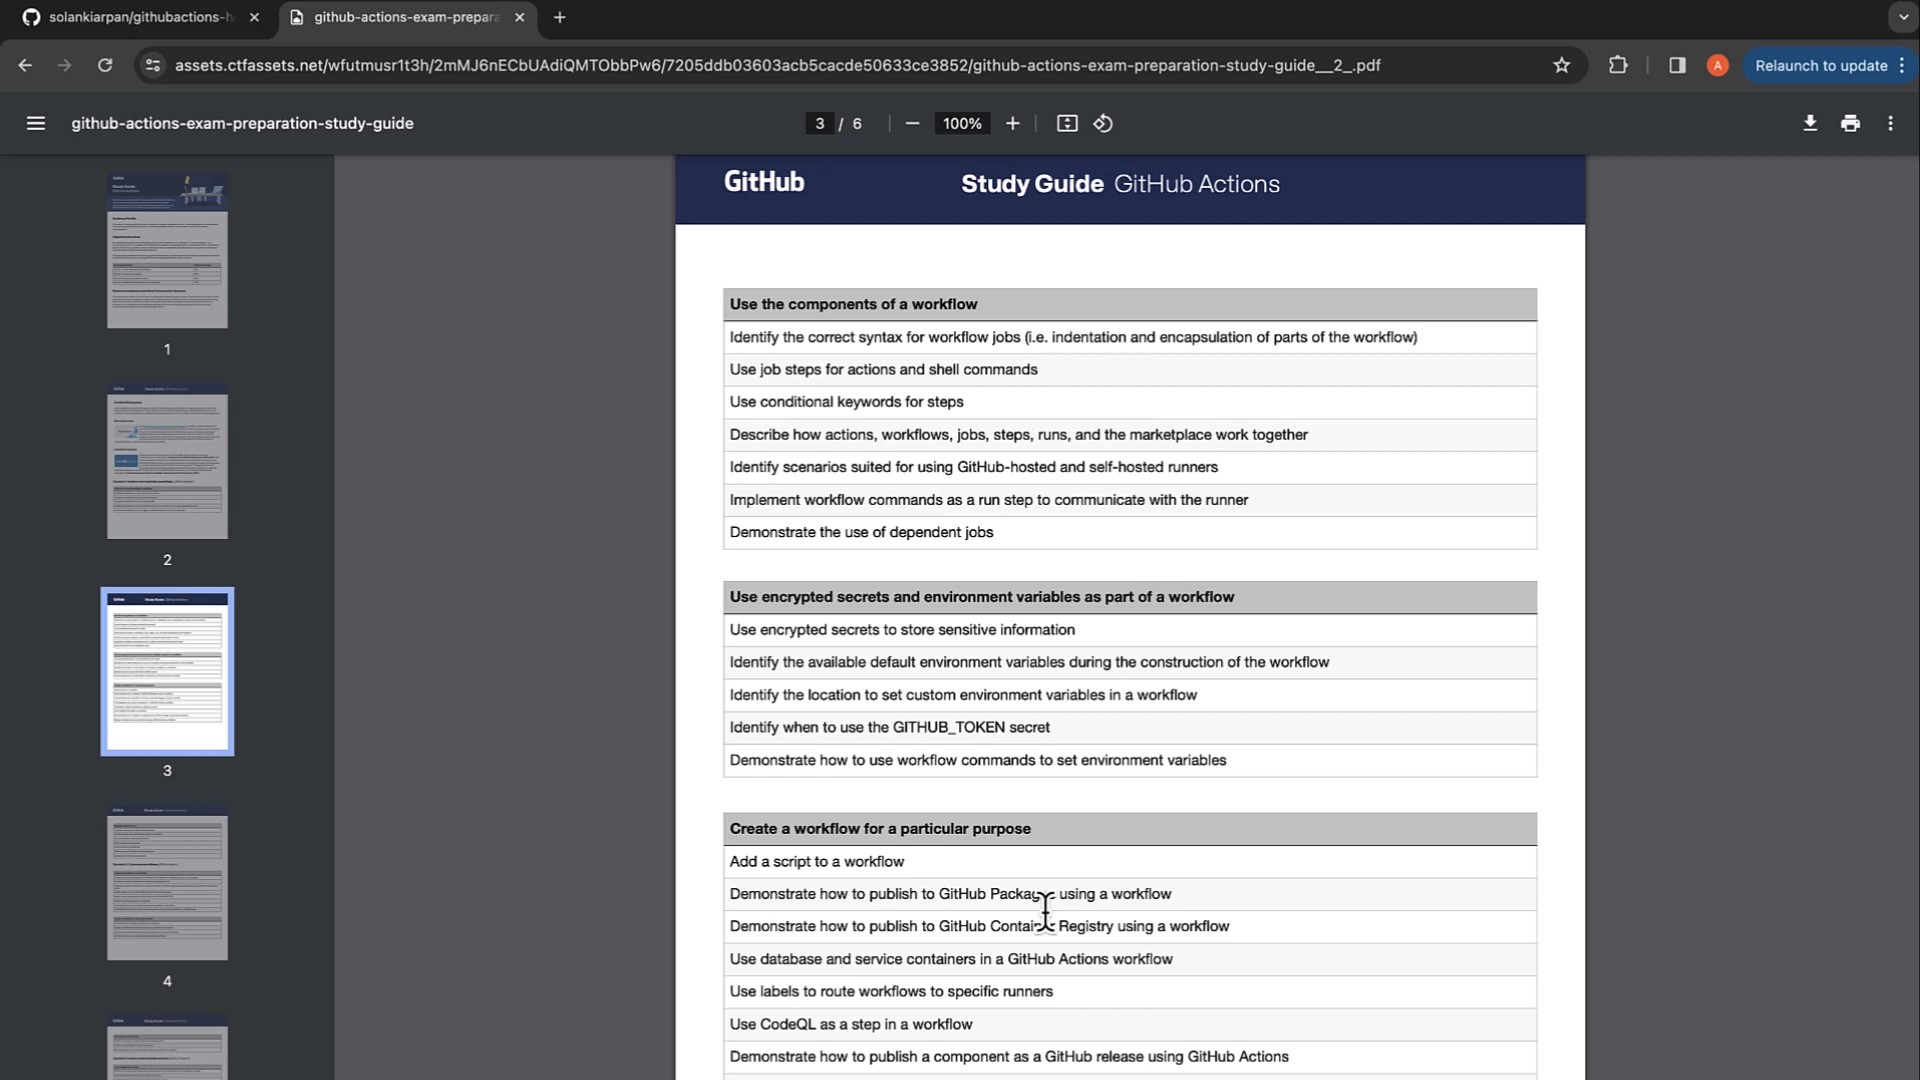 solankiarpan/githubactions-h
github-actions-exam-prepara
assets.ctfassets.net/wfutmusr1t3h/2mMJ6nECbUAdiQMTObbPw6/7205ddb03603acb5cacde50633ce3852/github-actions-exam-preparation-study-guide__2_.pdf
A
Relaunch to update
github-actions-exam-preparation-study-guide
3 / 6
100%
GitHub
Study Guide GitHub Actions
Use the components of a workflow
Identify the correct syntax for workflow jobs (i.e. indentation and encapsulation of parts of the workflow)
Use job steps for actions and shell commands
Use conditional keywords for steps
Describe how actions, workflows, jobs, steps, runs, and the marketplace work together
Identify scenarios suited for using GitHub-hosted and self-hosted runners
Implement workflow commands as a run step to communicate with the runner
Demonstrate the use of dependent jobs
Use encrypted secrets and environment variables as part of a workflow
Use encrypted secrets to store sensitive information
Identify the available default environment variables during the construction of the workflow
Identify the location to set custom environment variables in a workflow
Identify when to use the GITHUB_TOKEN secret
Demonstrate how to use workflow commands to set environment variables
Create a workflow for a particular purpose
Add a script to a workflow
Demonstrate how to publish to GitHub Packages using a workflow
Demonstrate how to publish to GitHub Container Registry using a workflow
Use database and service containers in a GitHub Actions workflow
Use labels to route workflows to specific runners
Use CodeQL as a step in a workflow
Demonstrate how to publish a component as a GitHub release using GitHub Actions
1
2
3
4